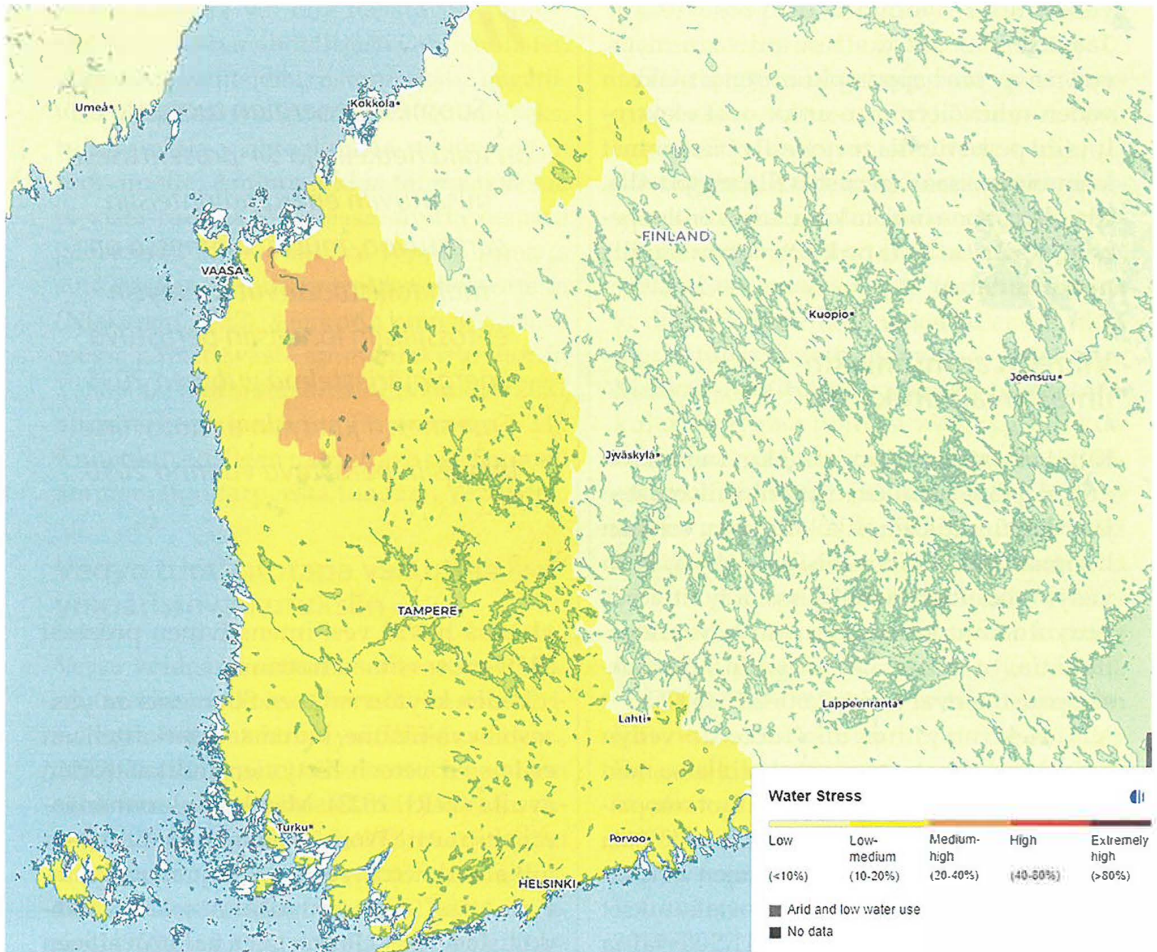 Umeå
Kokkola
FINLAND
VAASA
Kuopio
Joensuu
Jyväskylä
TAMPERE
Lappeenranta
Lahti
Turku
Porvoo
HELSINKI
Water Stress
Low
(<10%)
Low-
medium
(10-20%)
Medium-
high
(20-40%)
High
(40-80%)
Extremely
high
(>80%)
Arid and low water use
No data